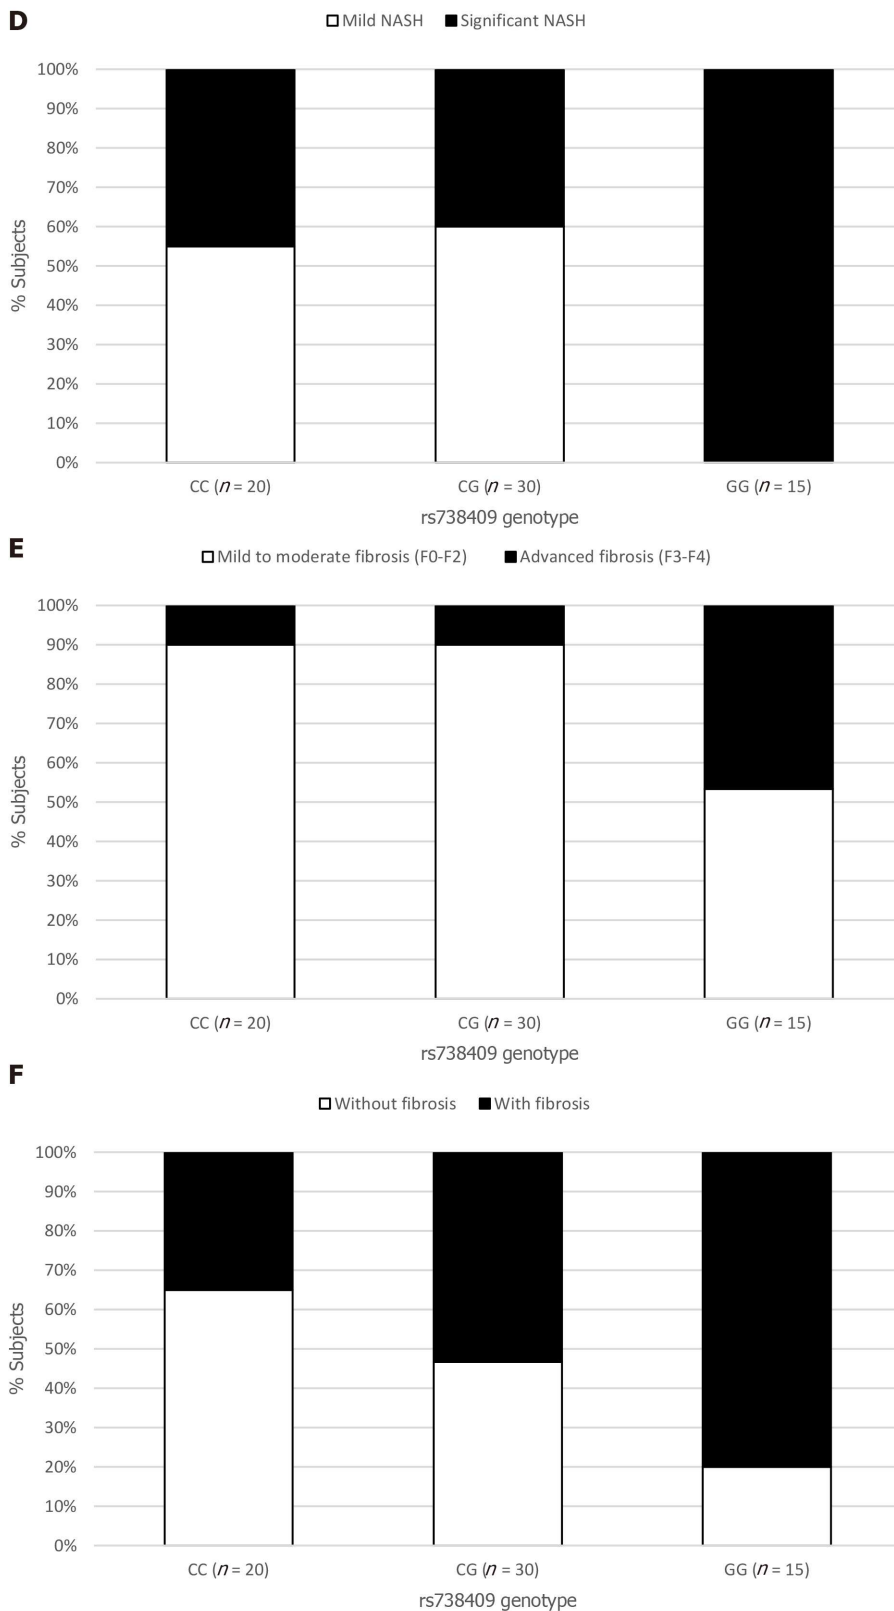 D
Mild NASH Significant NASH
100%
90%
80%
70%
60%
50%
40%
30%
20%
10%
0%
% Subjects
CC (n = 20) CG (n = 30) GG (n = 15)
rs738409 genotype
E
Mild to moderate fibrosis (F0-F2) Advanced fibrosis (F3-F4)
100%
90%
80%
70%
60%
50%
40%
30%
20%
10%
0%
% Subjects
CC (n = 20) CG (n = 30) GG (n = 15)
rs738409 genotype
F
Without fibrosis With fibrosis
100%
90%
80%
70%
60%
50%
40%
30%
20%
10%
0%
% Subjects
CC (n = 20) CG (n = 30) GG (n = 15)
rs738409 genotype